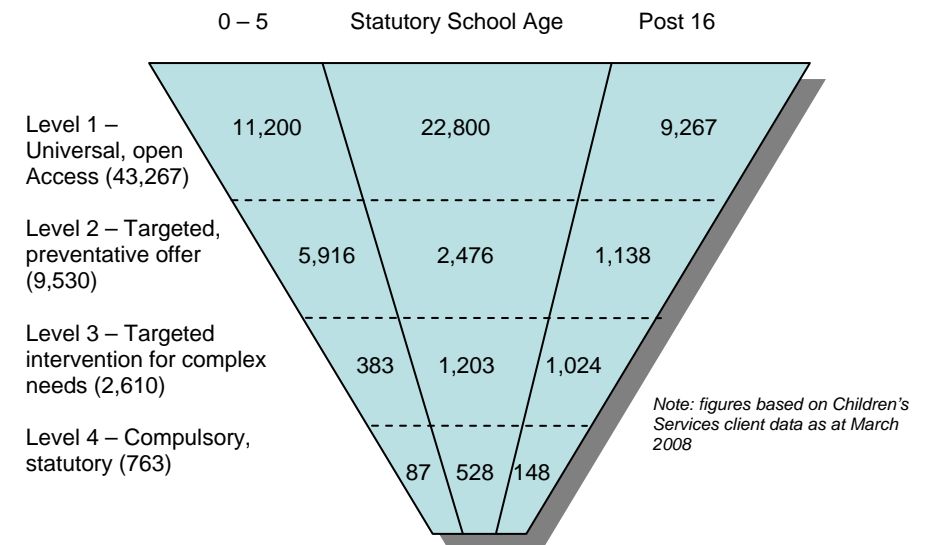 0 – 5 Statutory School Age Post 16
Level 1 –
Universal, open
Access (43,267)
11,200 22,800 9,267
Level 2 – Targeted,
preventative offer
(9,530)
5,916 2,476 1,138
Level 3 – Targeted
intervention for complex
needs (2,610)
383 1,203 1,024
Note: figures based on Children's
Services client data as at March
2008
Level 4 – Compulsory,
statutory (763)
87 528 148